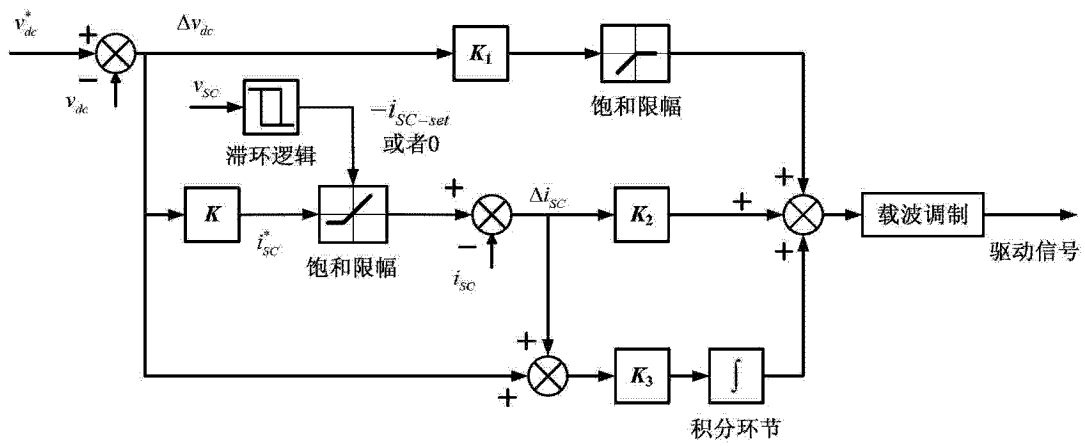 v*dc
+
Δvdc
K1
−
vdc
饱和限幅
vSC
−iSC−set
或者0
滞环逻辑
K
i*SC
饱和限幅
+
−
iSC
ΔiSC
K2
+
+
+
载波调制
驱动信号
+
+
K3
∫
积分环节